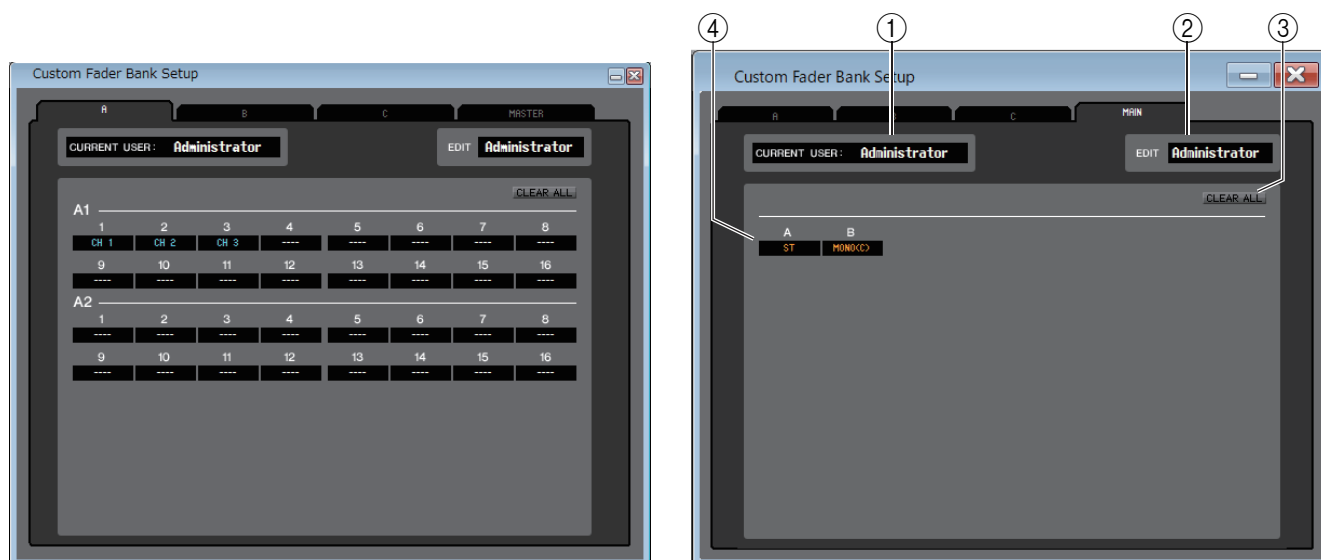 Custom Fader Bank Setup
A B C MASTER
CURRENT USER: Administrator EDIT Administrator
CLEAR ALL
A1
1 2 3 4 5 6 7 8
CH 1 CH 2 CH 3 ---- ---- ---- ---- ----
9 10 11 12 13 14 15 16
---- ---- ---- ---- ---- ---- ---- ----
A2
1 2 3 4 5 6 7 8
---- ---- ---- ---- ---- ---- ---- ----
9 10 11 12 13 14 15 16
---- ---- ---- ---- ---- ---- ---- ----
④ ① ② ③
Custom Fader Bank Setup
A C MAIN
CURRENT USER: Administrator EDIT Administrator
CLEAR ALL
A B
ST MONO(C)